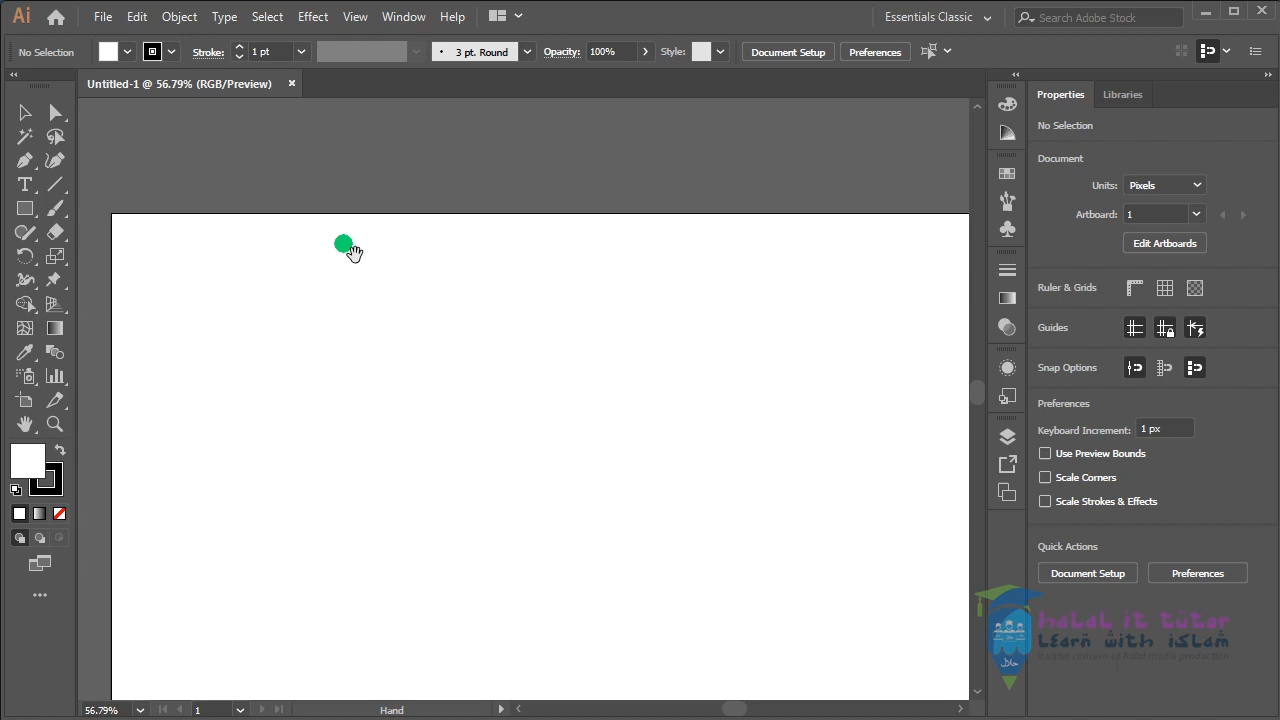 Ai File Edit Object Type Select Effect View Window Help Essentials Classic Search Adobe Stock
No Selection Stroke: 1 pt 3 pt. Round Opacity: 100% Style: Document Setup Preferences
Untitled-1 @ 56.79% (RGB/Preview) ×
Properties Libraries
No Selection
Document
Units: Pixels
Artboard: 1
Edit Artboards
Ruler & Grids
Guides
Snap Options
Preferences
Keyboard Increment: 1 px
Use Preview Bounds
Scale Corners
Scale Strokes & Effects
Quick Actions
Document Setup Preferences
halal it tutor
Learn with islam
حلال
56.79% 1 Hand